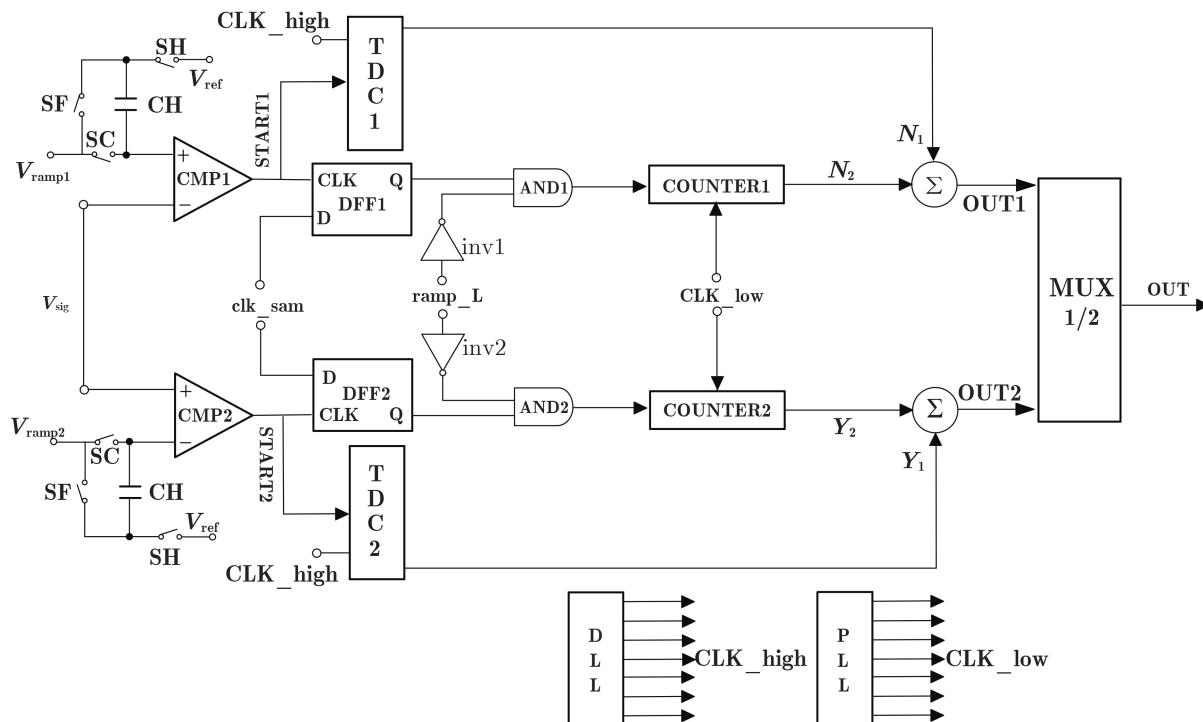 CLK_high
T
D
C
1
SH
V_ref
SF
CH
SC
V_ramp1
START1
N_1
+
CMP1
−
CLK
Q
DFF1
D
AND1
COUNTER1
N_2
Σ
OUT1
inv1
V_sig
clk_sam
ramp_L
CLK_low
MUX
1/2
OUT
inv2
+
CMP2
−
D
DFF2
CLK
Q
AND2
COUNTER2
Y_2
Σ
OUT2
Y_1
V_ramp2
SC
SF
CH
V_ref
SH
START2
T
D
C
2
CLK_high
D
L
L
CLK_high
P
L
L
CLK_low